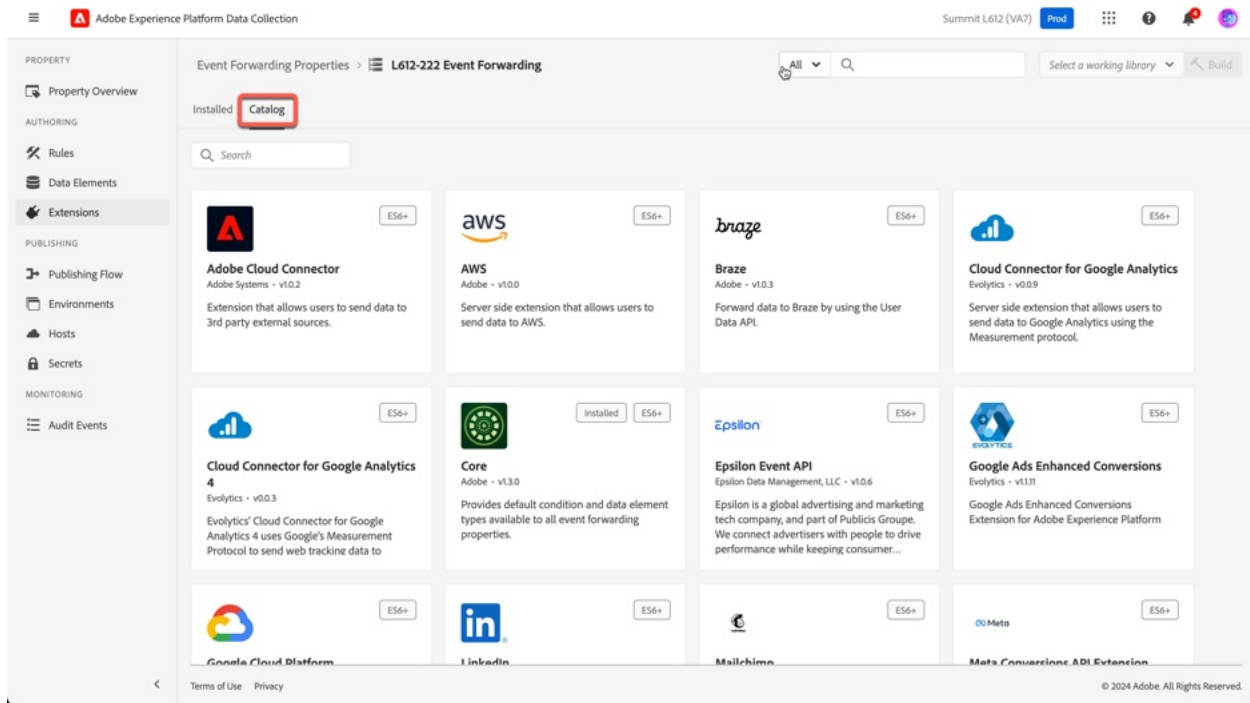 Adobe Experience Platform Data Collection
Summit L612 (VA7)
Prod
4
PROPERTY
Property Overview
AUTHORING
Rules
Data Elements
Extensions
PUBLISHING
Publishing Flow
Environments
Hosts
Secrets
MONITORING
Audit Events
Event Forwarding Properties > L612-222 Event Forwarding
All
Select a working library
Build
Installed
Catalog
Search
ES6+
Adobe Cloud Connector
Adobe Systems • v1.0.2
Extension that allows users to send data to
3rd party external sources.
aws
ES6+
AWS
Adobe • v1.0.0
Server side extension that allows users to
send data to AWS.
braze
ES6+
Braze
Adobe • v1.0.3
Forward data to Braze by using the User
Data API.
ES6+
Cloud Connector for Google Analytics
Evolytics • v0.0.9
Server side extension that allows users to
send data to Google Analytics using the
Measurement protocol.
ES6+
Cloud Connector for Google Analytics
4
Evolytics • v0.0.3
Evolytics' Cloud Connector for Google
Analytics 4 uses Google's Measurement
Protocol to send web tracking data to
Installed
ES6+
Core
Adobe • v1.3.0
Provides default condition and data element
types available to all event forwarding
properties.
Epsilon
ES6+
Epsilon Event API
Epsilon Data Management, LLC • v1.0.6
Epsilon is a global advertising and marketing
tech company, and part of Publicis Groupe.
We connect advertisers with people to drive
performance while keeping consumer...
EVOLYTICS
ES6+
Google Ads Enhanced Conversions
Evolytics • v1.1.11
Google Ads Enhanced Conversions
Extension for Adobe Experience Platform
ES6+
Google Cloud Platform
in
ES6+
LinkedIn
ES6+
Mailchimp
Meta
ES6+
Meta Conversions API Extension
Terms of Use
Privacy
© 2024 Adobe. All Rights Reserved.